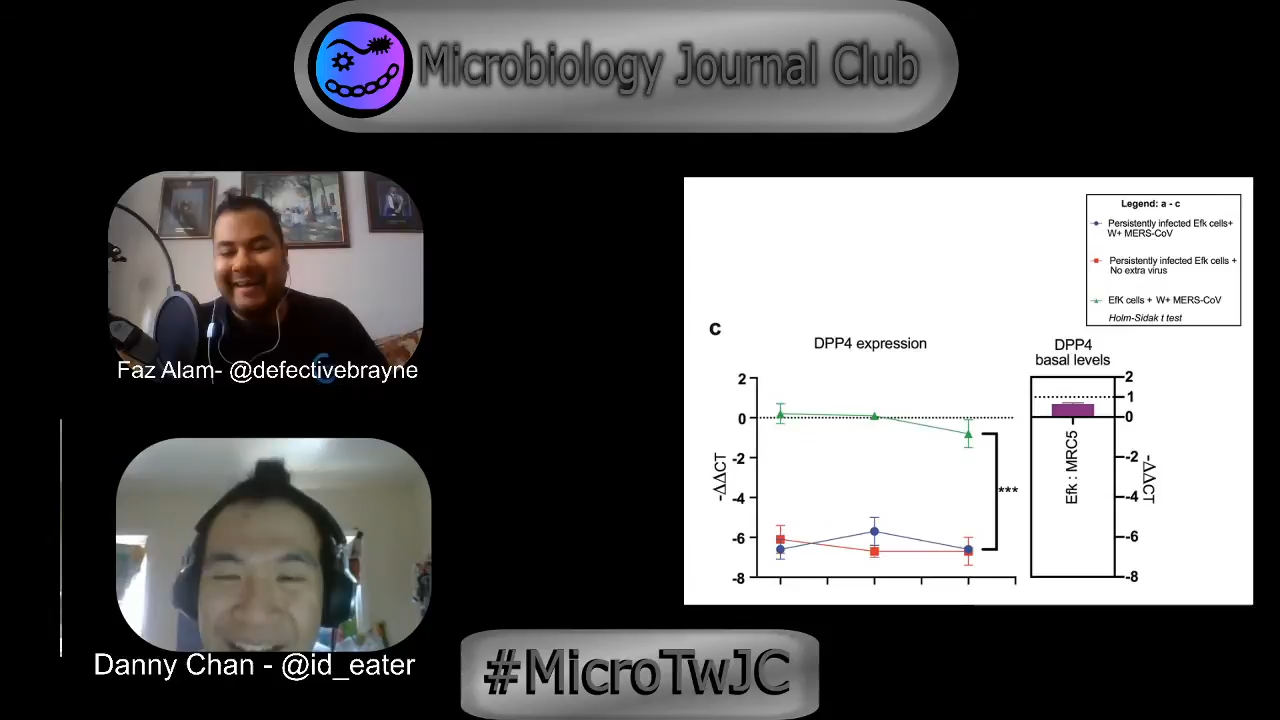 Microbiology Journal Club
Faz Alam- @defectivebrayne
Danny Chan - @id_eater
Legend: a - c
Persistently infected Efk cells+
W+ MERS-CoV
Persistently infected Efk cells +
No extra virus
EfK cells + W+ MERS-CoV
Holm-Sidak t test
c
DPP4 expression
2
0
-2
-4
-6
-8
-ΔΔCT
***
DPP4
basal levels
2
1
0
-2
-4
-6
-8
-ΔΔCT
Efk : MRC5
#MicroTwJC